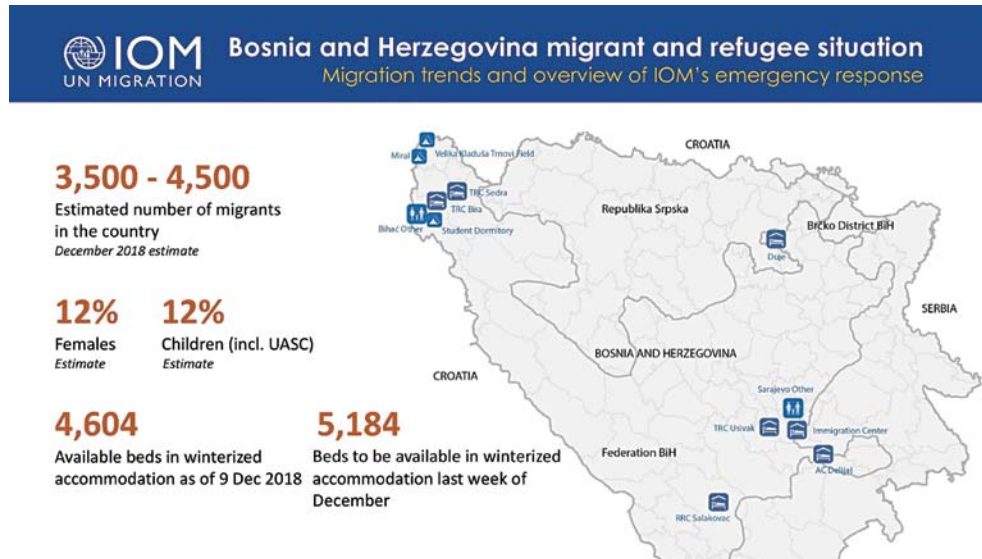 IOM
UN MIGRATION
Bosnia and Herzegovina migrant and refugee situation
Migration trends and overview of IOM's emergency response
3,500 - 4,500
Estimated number of migrants
in the country
December 2018 estimate
12%
Females
Estimate
12%
Children (incl. UASC)
Estimate
4,604
Available beds in winterized
accommodation as of 9 Dec 2018
5,184
Beds to be available in winterized
accommodation last week of
December
CROATIA
Miral
Velika Kladuša Trnovi Field
TRC Sedra
TRC Bira
Bihać Other
Student Dormitory
Republika Srpska
Brčko District BiH
Duje
SERBIA
BOSNIA AND HERZEGOVINA
CROATIA
Sarajevo Other
TRC Usivak
Immigration Center
Federation BiH
AC Delijaš
RRC Salakovac